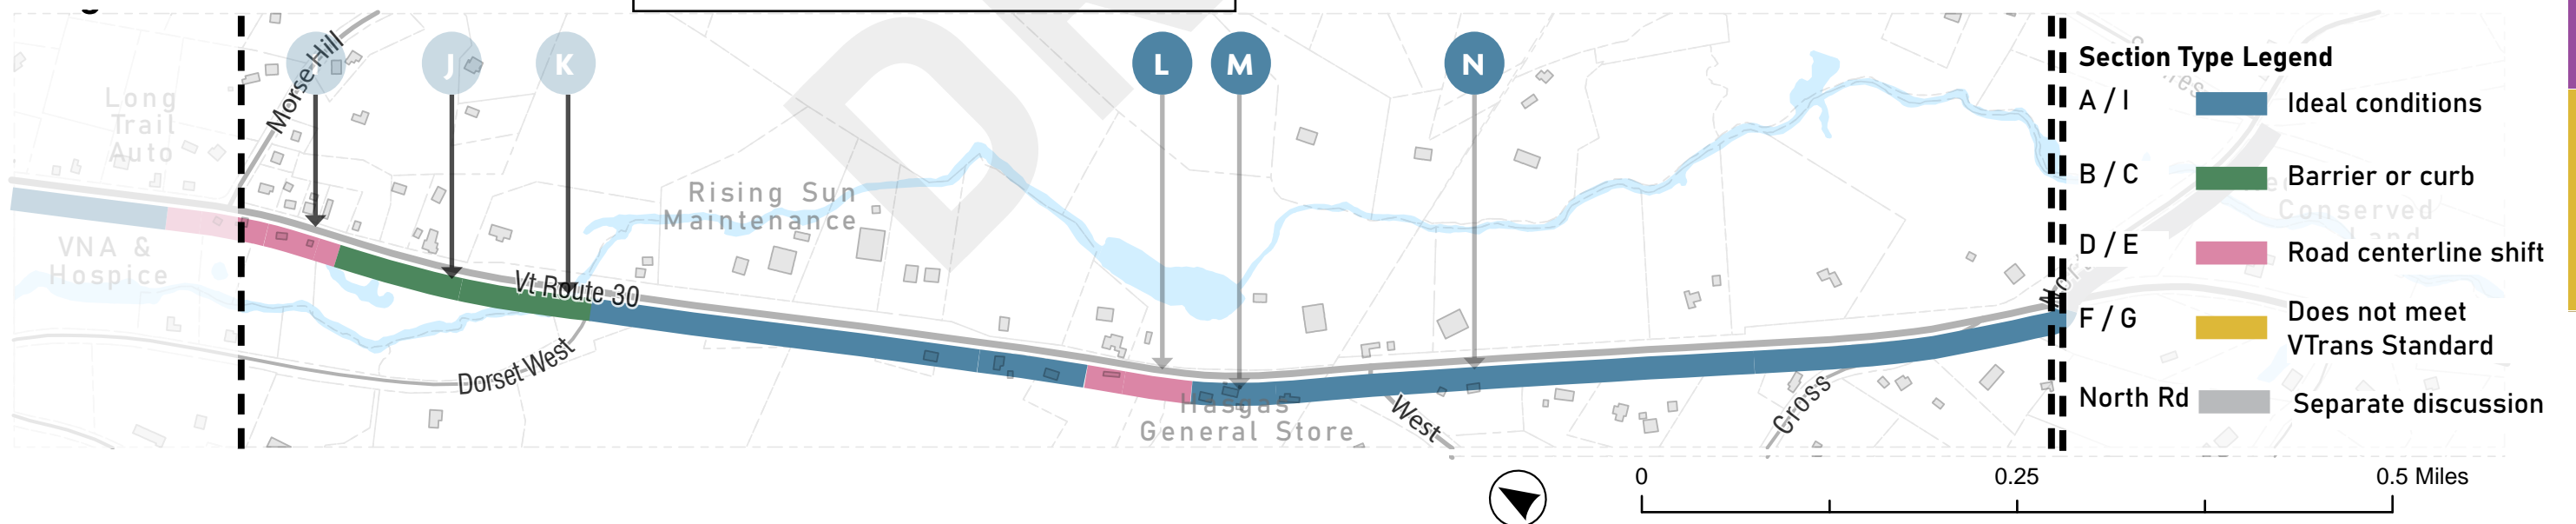 Morse Hill
J
K
L
M
N
Long
Trail
Auto
VNA &
Hospice
Rising Sun
Maintenance
Vt Route 30
Dorset West
Hasgas
General Store
West
Cross
Conserved
Land
Section Type Legend
A / I
Ideal conditions
B / C
Barrier or curb
D / E
Road centerline shift
F / G
Does not meet
VTrans Standard
North Rd
Separate discussion
0
0.25
0.5 Miles